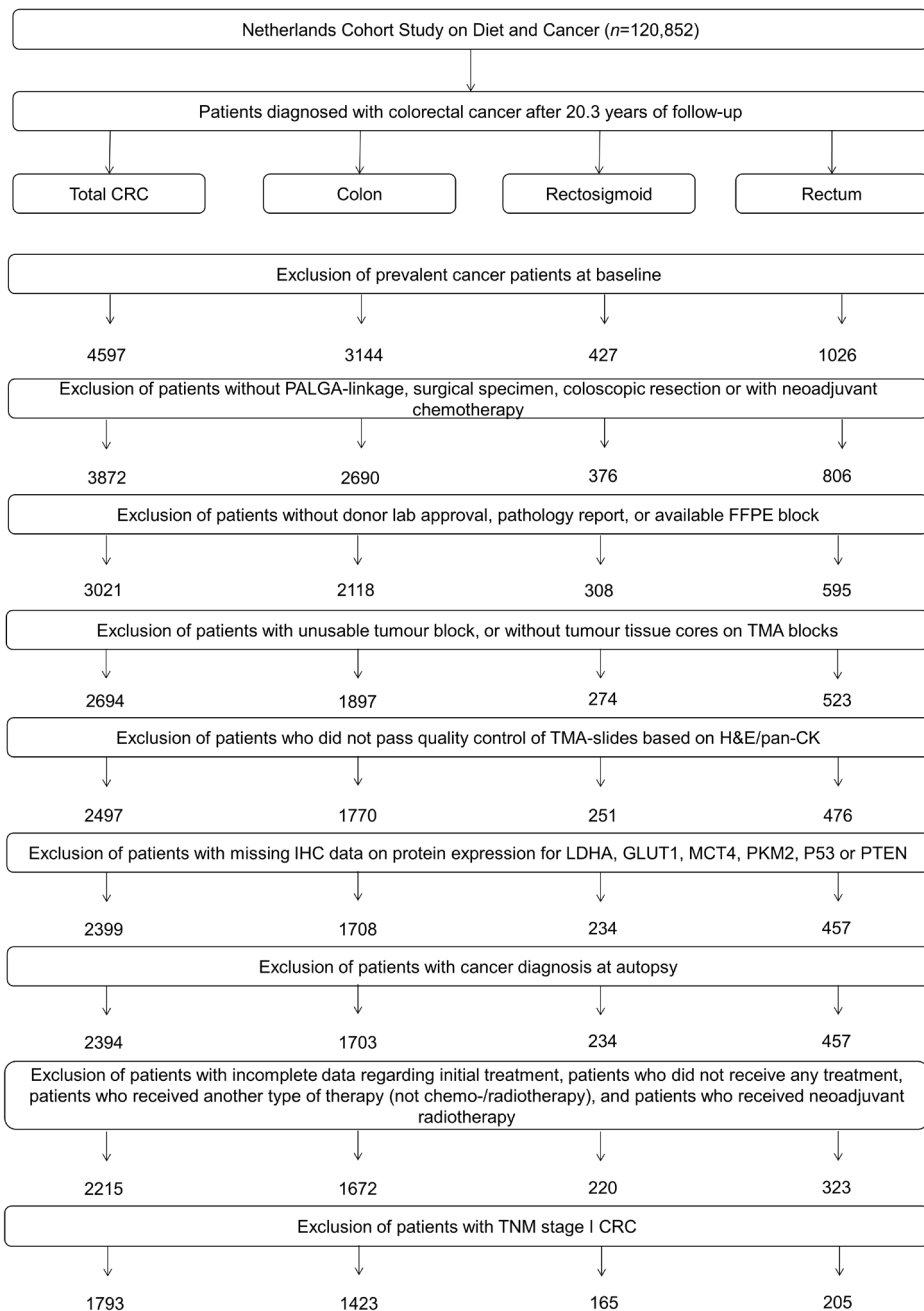 Netherlands Cohort Study on Diet and Cancer (n=120,852)
Patients diagnosed with colorectal cancer after 20.3 years of follow-up
Total CRC Colon Rectosigmoid Rectum
Exclusion of prevalent cancer patients at baseline
4597 3144 427 1026
Exclusion of patients without PALGA-linkage, surgical specimen, coloscopic resection or with neoadjuvant
chemotherapy
3872 2690 376 806
Exclusion of patients without donor lab approval, pathology report, or available FFPE block
3021 2118 308 595
Exclusion of patients with unusable tumour block, or without tumour tissue cores on TMA blocks
2694 1897 274 523
Exclusion of patients who did not pass quality control of TMA-slides based on H&E/pan-CK
2497 1770 251 476
Exclusion of patients with missing IHC data on protein expression for LDHA, GLUT1, MCT4, PKM2, P53 or PTEN
2399 1708 234 457
Exclusion of patients with cancer diagnosis at autopsy
2394 1703 234 457
Exclusion of patients with incomplete data regarding initial treatment, patients who did not receive any treatment,
patients who received another type of therapy (not chemo-/radiotherapy), and patients who received neoadjuvant
radiotherapy
2215 1672 220 323
Exclusion of patients with TNM stage I CRC
1793 1423 165 205